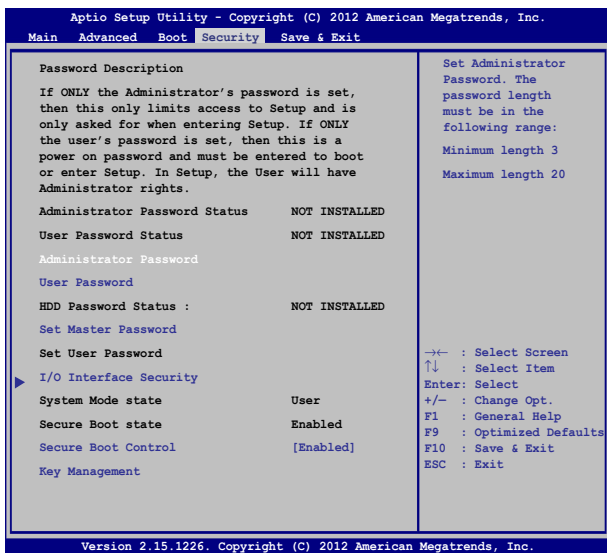 Aptio Setup Utility - Copyright (C) 2012 American Megatrends, Inc.
Main Advanced Boot Security Save & Exit
Password Description
If ONLY the Administrator's password is set,
then this only limits access to Setup and is
only asked for when entering Setup. If ONLY
the user's password is set, then this is a
power on password and must be entered to boot
or enter Setup. In Setup, the User will have
Administrator rights.
Administrator Password Status NOT INSTALLED
User Password Status NOT INSTALLED
Administrator Password
User Password
HDD Password Status : NOT INSTALLED
Set Master Password
Set User Password
I/O Interface Security
System Mode state User
Secure Boot state Enabled
Secure Boot Control [Enabled]
Key Management
Set Administrator
Password. The
password length
must be in the
following range:
Minimum length 3
Maximum length 20
→← : Select Screen
↑↓ : Select Item
Enter: Select
+/— : Change Opt.
F1 : General Help
F9 : Optimized Defaults
F10 : Save & Exit
ESC : Exit
Version 2.15.1226. Copyright (C) 2012 American Megatrends, Inc.